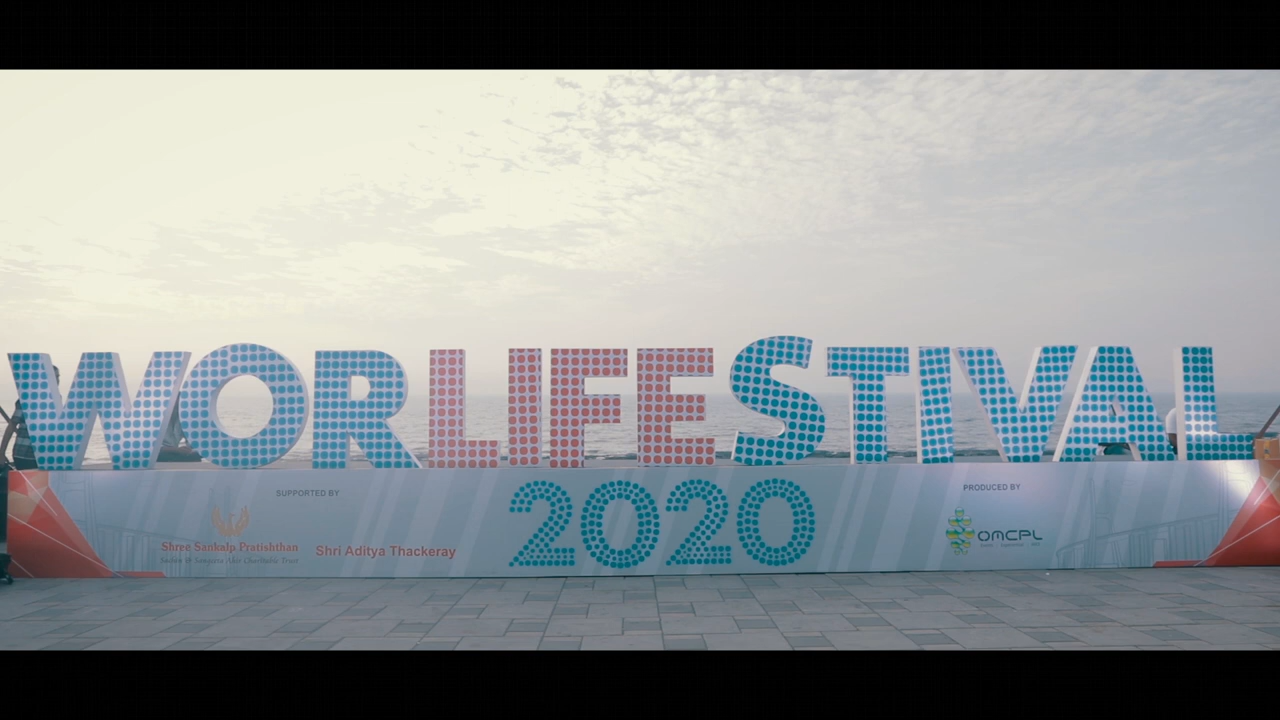 WORLIFESTIVAL
2020
SUPPORTED BY
Shree Sankalp Pratishthan
Shri Aditya Thackeray
PRODUCED BY
OMCPL